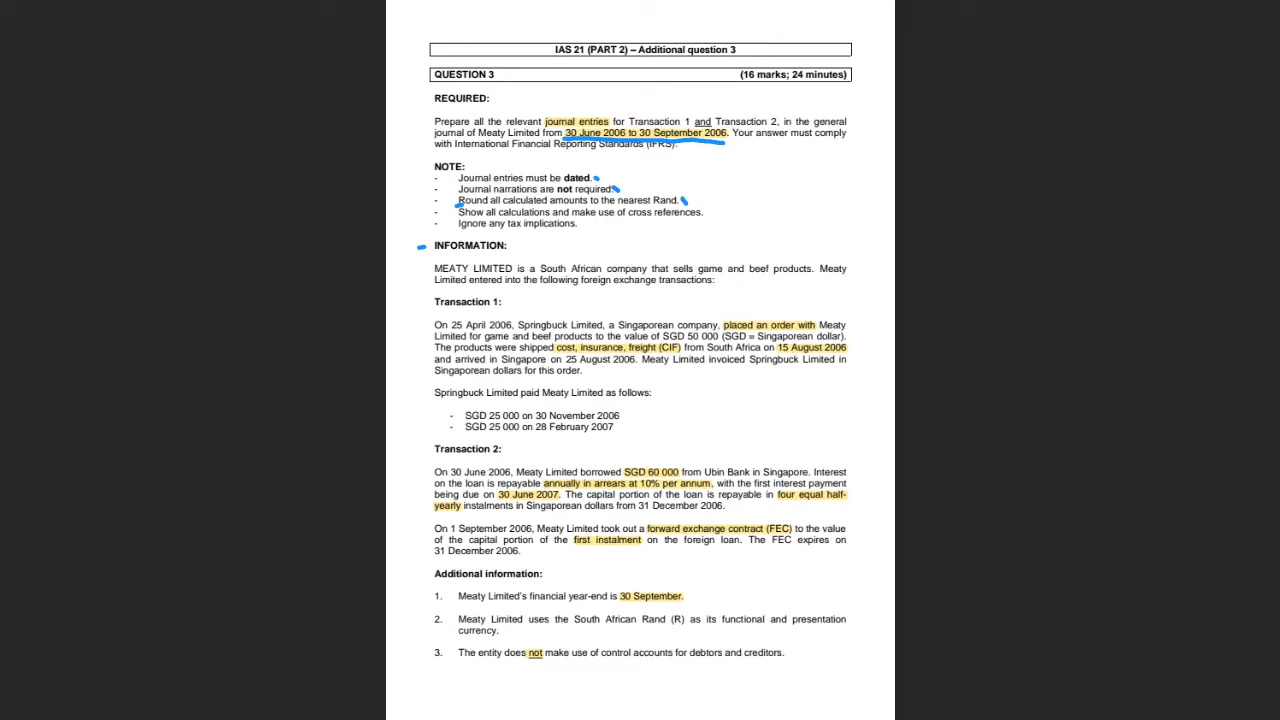 IAS 21 (PART 2) – Additional question 3
QUESTION 3 (16 marks; 24 minutes)
REQUIRED:
Prepare all the relevant journal entries for Transaction 1 and Transaction 2, in the general
journal of Meaty Limited from 30 June 2006 to 30 September 2006. Your answer must comply
with International Financial Reporting Standards (IFRS).
NOTE:
- Journal entries must be dated.
- Journal narrations are not required.
- Round all calculated amounts to the nearest Rand.
- Show all calculations and make use of cross references.
- Ignore any tax implications.
INFORMATION:
MEATY LIMITED is a South African company that sells game and beef products. Meaty
Limited entered into the following foreign exchange transactions:
Transaction 1:
On 25 April 2006, Springbuck Limited, a Singaporean company, placed an order with Meaty
Limited for game and beef products to the value of SGD 50 000 (SGD = Singaporean dollar).
The products were shipped cost, insurance, freight (CIF) from South Africa on 15 August 2006
and arrived in Singapore on 25 August 2006. Meaty Limited invoiced Springbuck Limited in
Singaporean dollars for this order.
Springbuck Limited paid Meaty Limited as follows:
- SGD 25 000 on 30 November 2006
- SGD 25 000 on 28 February 2007
Transaction 2:
On 30 June 2006, Meaty Limited borrowed SGD 60 000 from Ubin Bank in Singapore. Interest
on the loan is repayable annually in arrears at 10% per annum, with the first interest payment
being due on 30 June 2007. The capital portion of the loan is repayable in four equal half-
yearly instalments in Singaporean dollars from 31 December 2006.
On 1 September 2006, Meaty Limited took out a forward exchange contract (FEC) to the value
of the capital portion of the first instalment on the foreign loan. The FEC expires on
31 December 2006.
Additional information:
1. Meaty Limited's financial year-end is 30 September.
2. Meaty Limited uses the South African Rand (R) as its functional and presentation
currency.
3. The entity does not make use of control accounts for debtors and creditors.